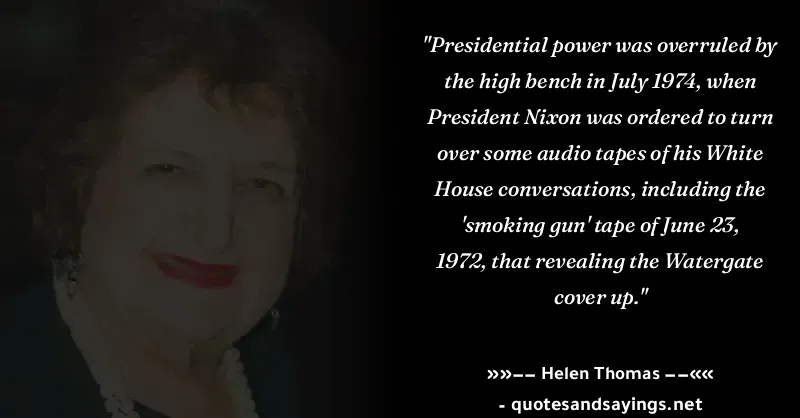 "Presidential power was overruled by
the high bench in July 1974, when
President Nixon was ordered to turn
over some audio tapes of his White
House conversations, including the
'smoking gun' tape of June 23,
1972, that revealing the Watergate
cover up."
»»–– Helen Thomas ––««
- quotesandsayings.net